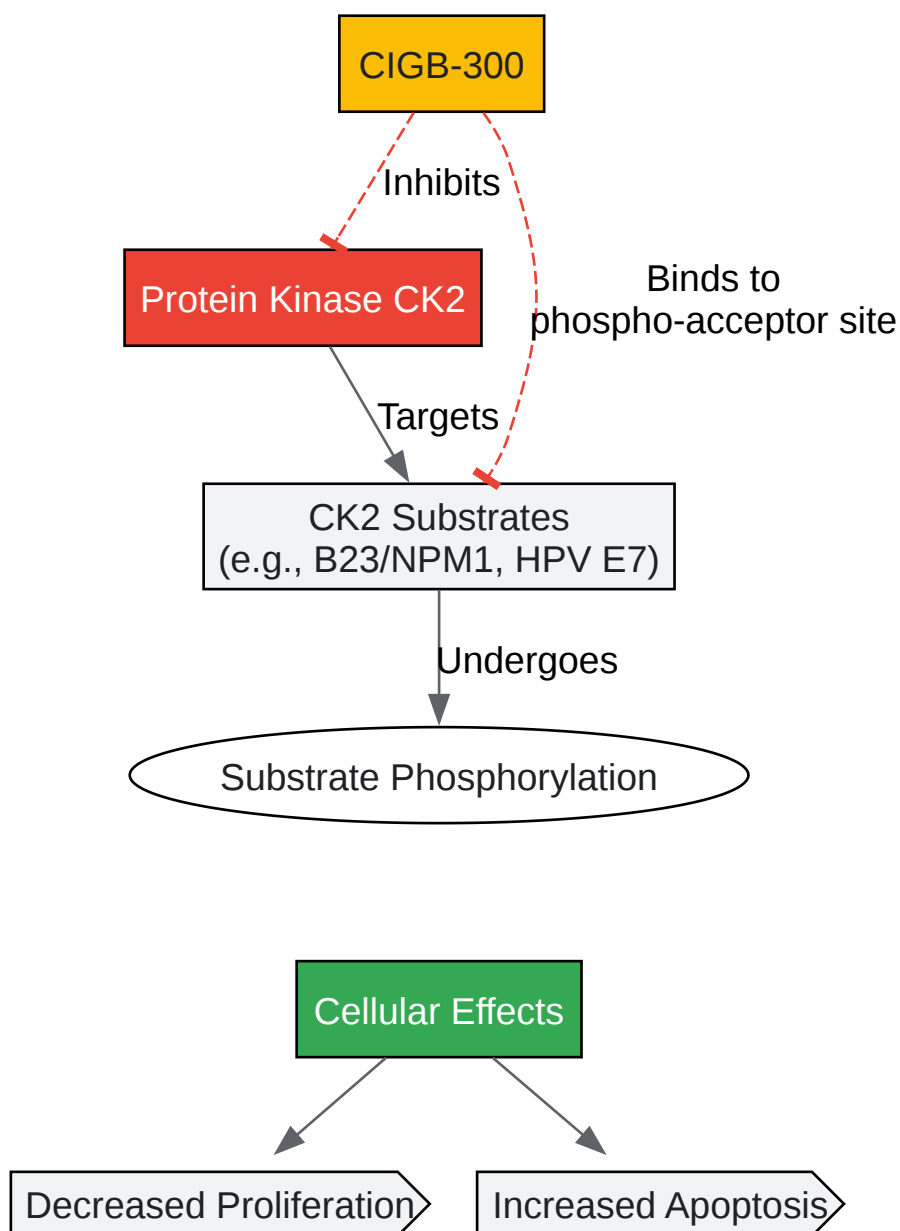 CIGB-300
Inhibits
Protein Kinase CK2
Binds to
phospho-acceptor site
Targets
CK2 Substrates
(e.g., B23/NPM1, HPV E7)
Undergoes
Substrate Phosphorylation
Cellular Effects
Decreased Proliferation
Increased Apoptosis